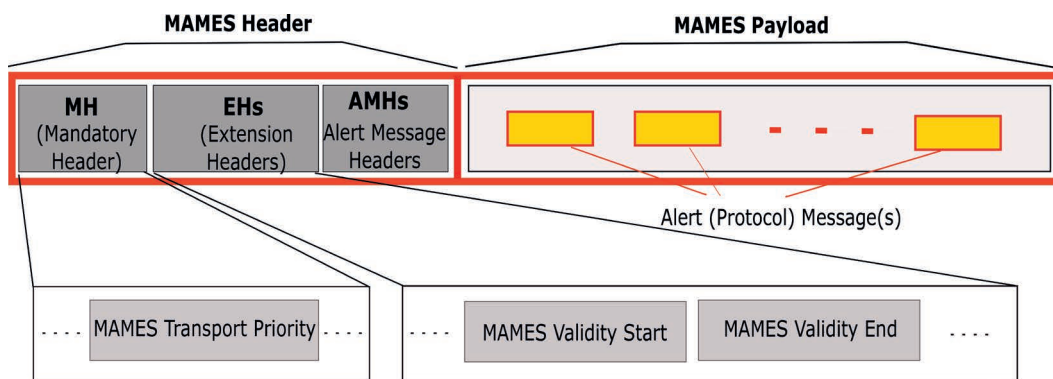 MAMES Header
MAMES Payload
MH
(Mandatory
Header)
EHs
(Extension
Headers)
AMHs
Alert Message
Headers
- - -
Alert (Protocol) Message(s)
. . . . MAMES Transport Priority . . . .
. . . . MAMES Validity Start MAMES Validity End . . . .